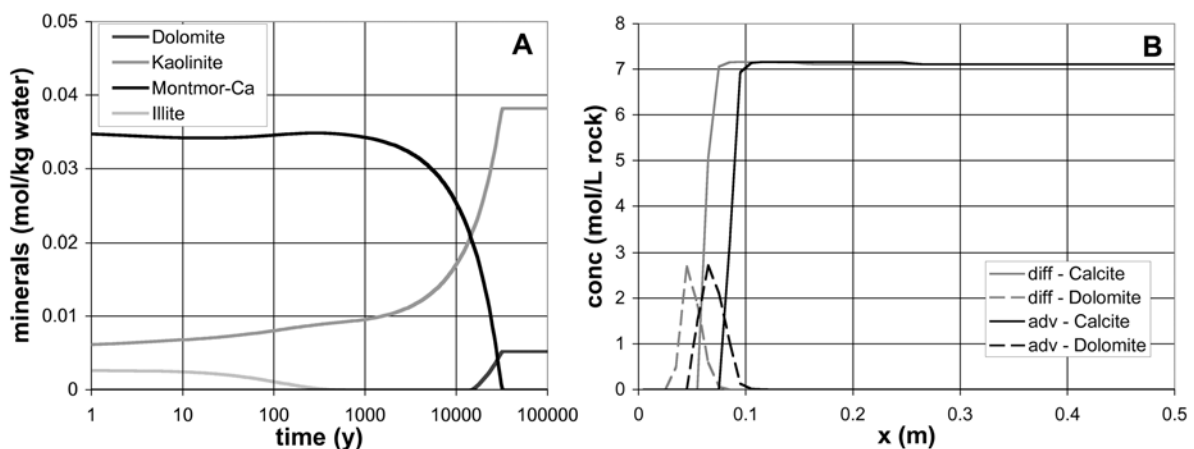 A
minerals (mol/kg water)
0.05
0.04
0.03
0.02
0.01
0
Dolomite
Kaolinite
Montmor-Ca
Illite
1 10 100 1000 10000 100000
time (y)
B
conc (mol/L rock)
8
7
6
5
4
3
2
1
0
diff - Calcite
diff - Dolomite
adv - Calcite
adv - Dolomite
0 0.1 0.2 0.3 0.4 0.5
x (m)